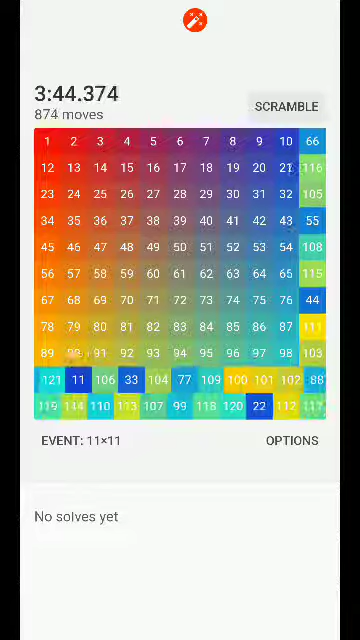 3:44.374
874 moves
SCRAMBLE
1 2 3 4 5 6 7 8 9 10 66
12 13 14 15 16 17 18 19 20 21 116
23 24 25 26 27 28 29 30 31 32 105
34 35 36 37 38 39 40 41 42 43 55
45 46 47 48 49 50 51 52 53 54 108
56 57 58 59 60 61 62 63 64 65 115
67 68 69 70 71 72 73 74 75 76 44
78 79 80 81 82 83 84 85 86 87 111
89 90 91 92 93 94 95 96 97 98 103
121 11 106 33 104 77 109 100 101 102 88
119 114 110 113 107 99 118 120 22 112 117
EVENT: 11×11
OPTIONS
No solves yet